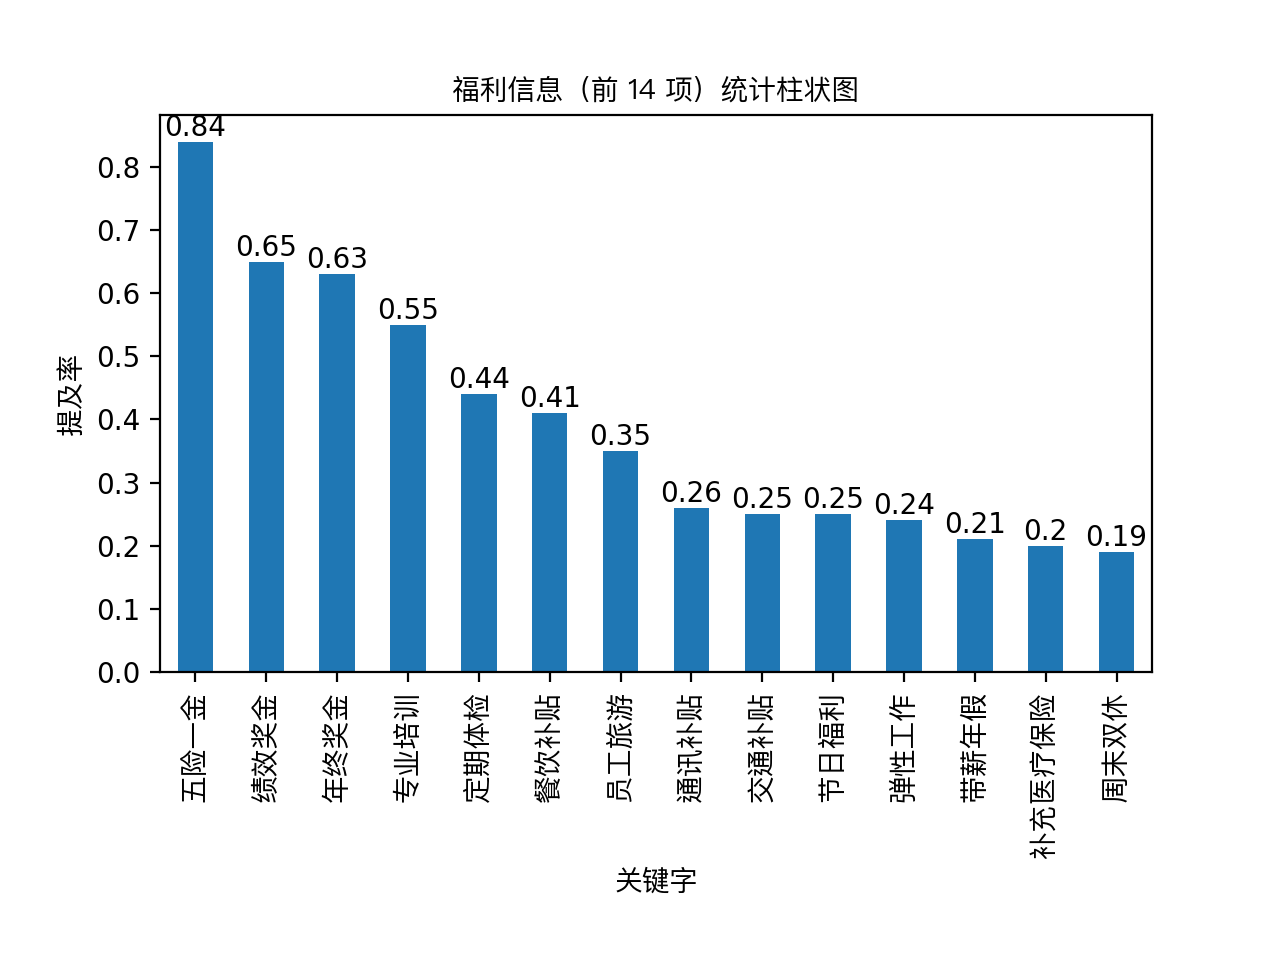 福利信息（前 14 项）统计柱状图
提及率
0.8
0.7
0.6
0.5
0.4
0.3
0.2
0.1
0.0
0.84
0.65
0.63
0.55
0.44
0.41
0.35
0.26
0.25
0.25
0.24
0.21
0.2
0.19
五险一金
绩效奖金
年终奖金
专业培训
定期体检
餐饮补贴
员工旅游
通讯补贴
交通补贴
节日福利
弹性工作
带薪年假
补充医疗保险
周末双休
关键字